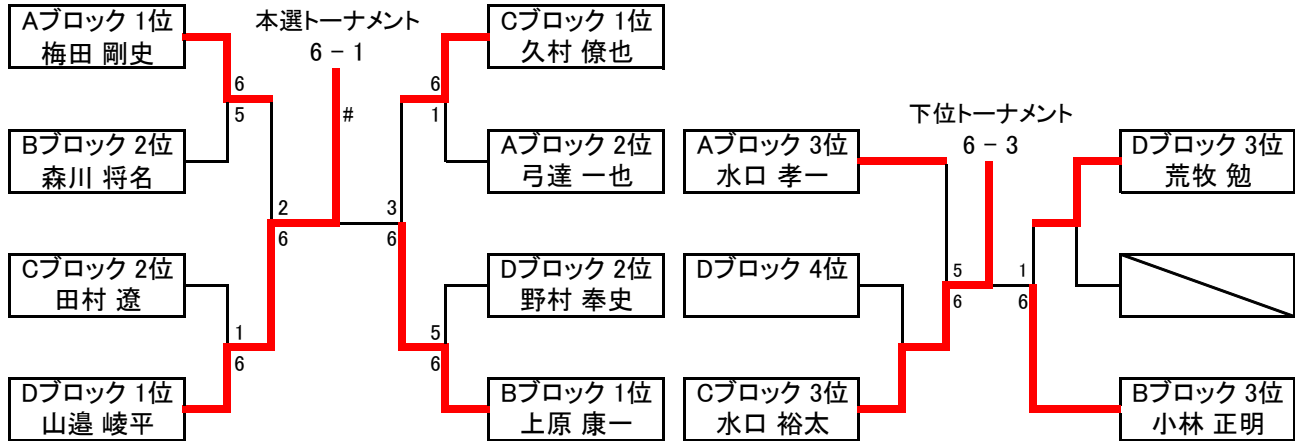 本選トーナメント
6 - 1
#
Aブロック 1位
梅田 剛史
6
5
Bブロック 2位
森川 将名
2
6
Cブロック 2位
田村 遼
1
6
Dブロック 1位
山邉 崚平
Cブロック 1位
久村 僚也
6
1
Aブロック 2位
弓達 一也
3
6
Dブロック 2位
野村 奉史
5
6
Bブロック 1位
上原 康一
下位トーナメント
6 - 3
Aブロック 3位
水口 孝一
5
6
Dブロック 4位
Cブロック 3位
水口 裕太
Dブロック 3位
荒牧 勉
1
6
Bブロック 3位
小林 正明